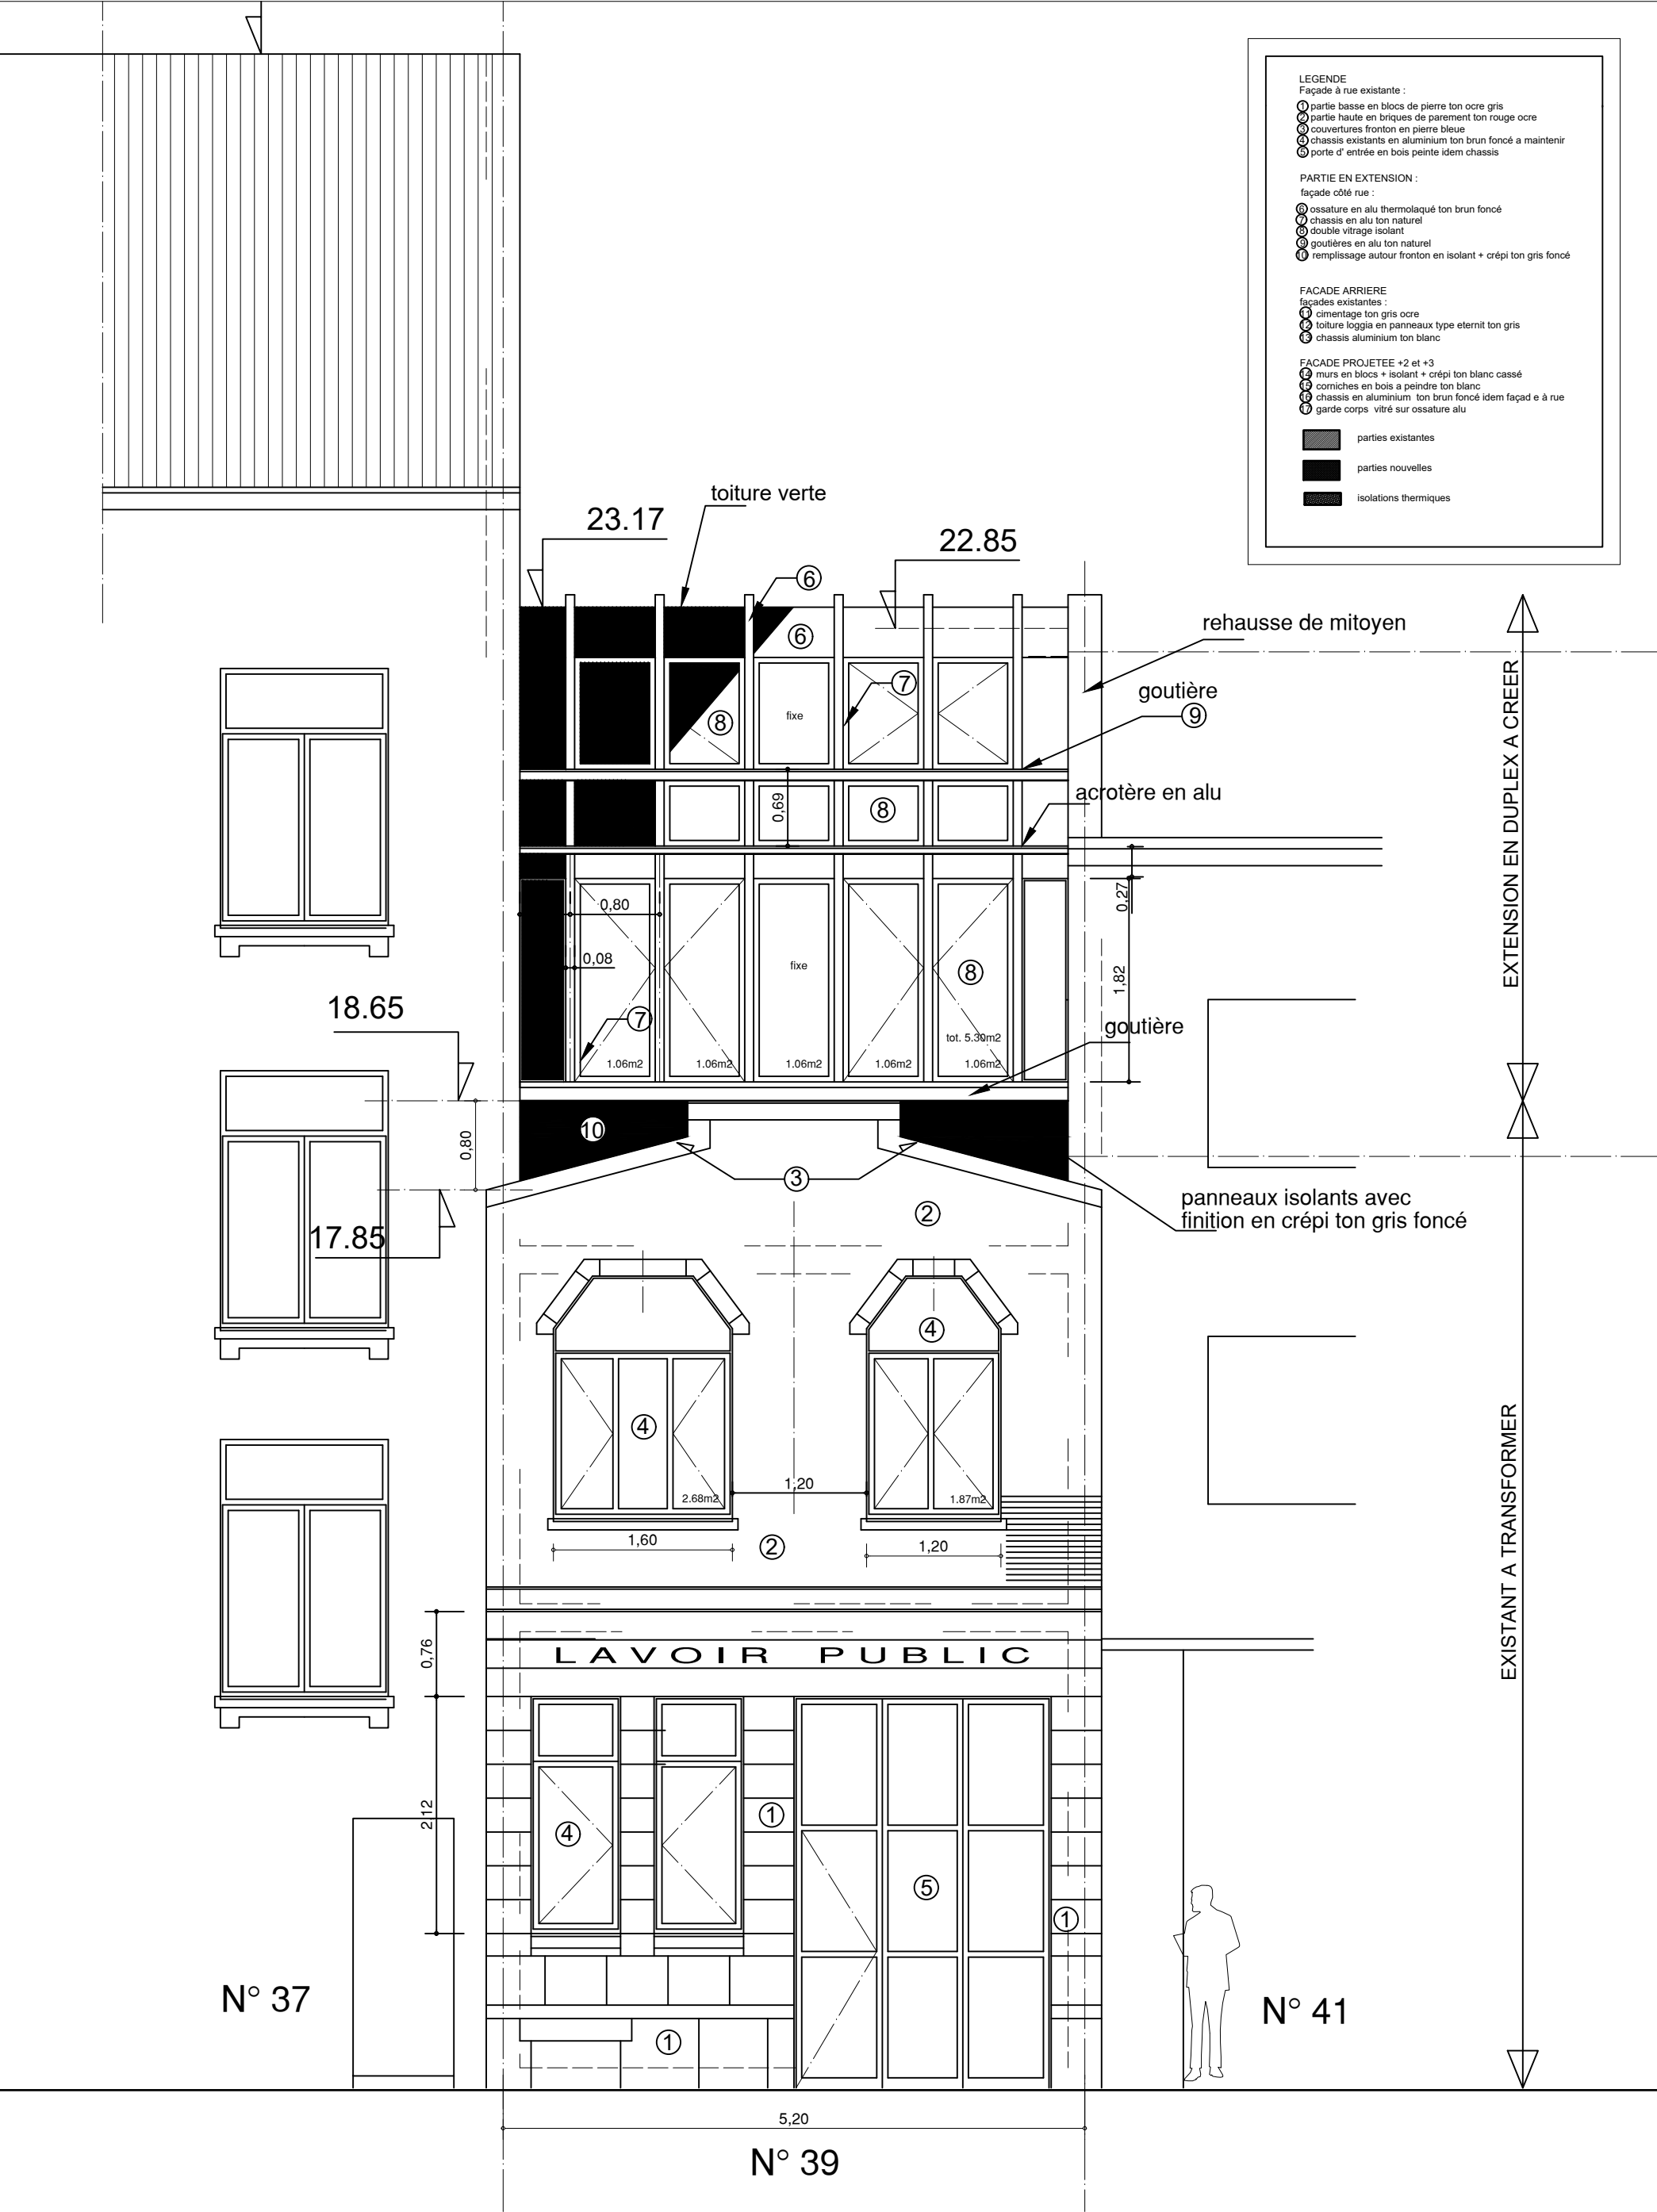 LEGENDE
Façade à rue existante :
1 partie basse en blocs de pierre ton ocre gris
2 partie haute en briques de parement ton rouge ocre
3 couvertures fronton en pierre bleue
4 chassis existants en aluminium ton brun foncé a maintenir
5 porte d' entrée en bois peinte idem chassis
PARTIE EN EXTENSION :
façade côté rue :
6 ossature en alu thermolaqué ton brun foncé
7 chassis en alu ton naturel
8 double vitrage isolant
9 goutières en alu ton naturel
10 remplissage autour fronton en isolant + crépi ton gris foncé
FACADE ARRIERE
façades existantes :
11 cimentage ton gris ocre
12 toiture loggia en panneaux type eternit ton gris
13 chassis aluminium ton blanc
FACADE PROJETEE +2 et +3
14 murs en blocs + isolant + crépi ton blanc cassé
15 corniches en bois a peindre ton blanc
16 chassis en aluminium ton brun foncé idem façad e à rue
17 garde corps vitré sur ossature alu
parties existantes
parties nouvelles
isolations thermiques
toiture verte
23.17
22.85
6
6
rehausse de mitoyen
goutière
9
7
8
fixe
EXTENSION EN DUPLEX A CREER
acrotère en alu
0,69
8
0,80
0,27
0,08
fixe
8
1,82
7
18.65
goutière
tot. 5.30m2
1.06m2
1.06m2
1.06m2
1.06m2
1.06m2
10
0,80
3
panneaux isolants avec
finition en crépi ton gris foncé
2
17.85
4
4
2.68m2
1,20
1.87m2
1,60
2
1,20
EXISTANT A TRANSFORMER
0,76
LAVOIR PUBLIC
2,12
4
1
5
1
N° 37
N° 41
1
5,20
N° 39